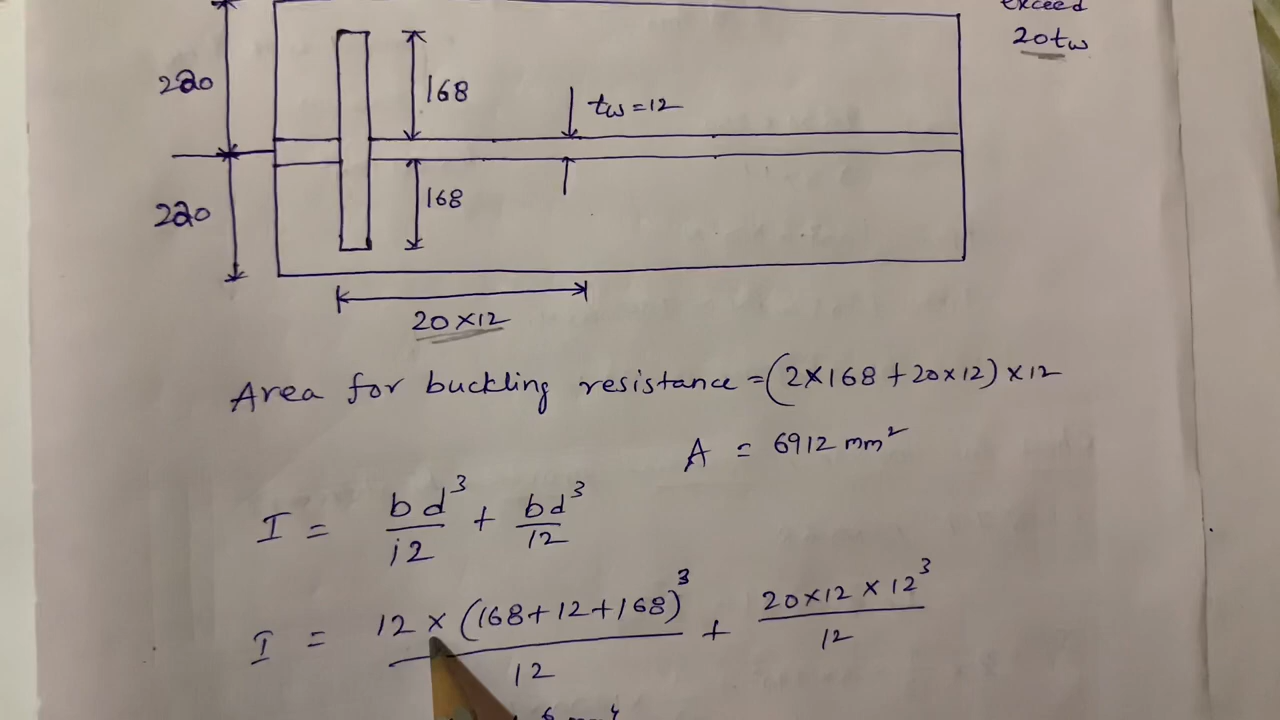 exceed
20tw
220
168
tw=12
220
168
20×12
Area for buckling resistance =(2×168+20×12)×12
A = 6912 mm²
I = bd³/12 + bd³/12
I = 12×(168+12+168)³/12 + 20×12×12³/12